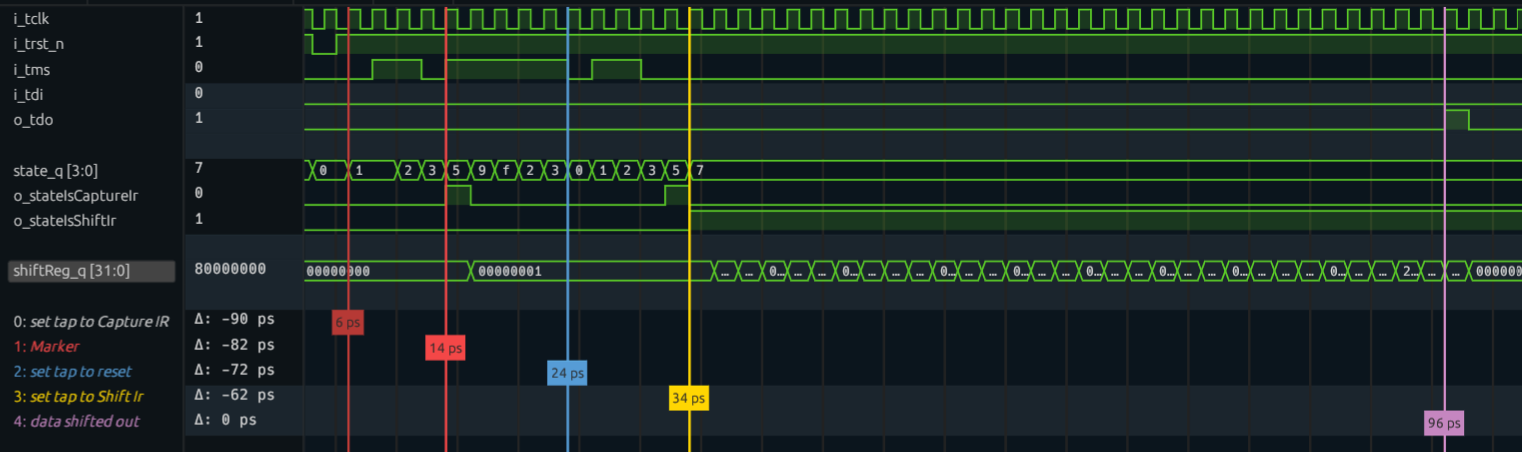 i_tclk 1
i_trst_n 1
i_tms 0
i_tdi 0
o_tdo 1
state_q [3:0] 7 0 1 2 3 5 9 f 2 3 0 1 2 3 5 7
o_stateIsCaptureIr 0
o_stateIsShiftIr 1
shiftReg_q [31:0] 80000000 00000000 00000001 ... ... 0... ... ... 0... ... ... ... 0... ... ... 0... ... ... 0... ... ... 0... ... ... 0... ... ... ... 0... ... ... 2... ... ... 000000
0: set tap to Capture IR Δ: -90 ps 6 ps
1: Marker Δ: -82 ps 14 ps
2: set tap to reset Δ: -72 ps 24 ps
3: set tap to Shift Ir Δ: -62 ps 34 ps
4: data shifted out Δ: 0 ps 96 ps